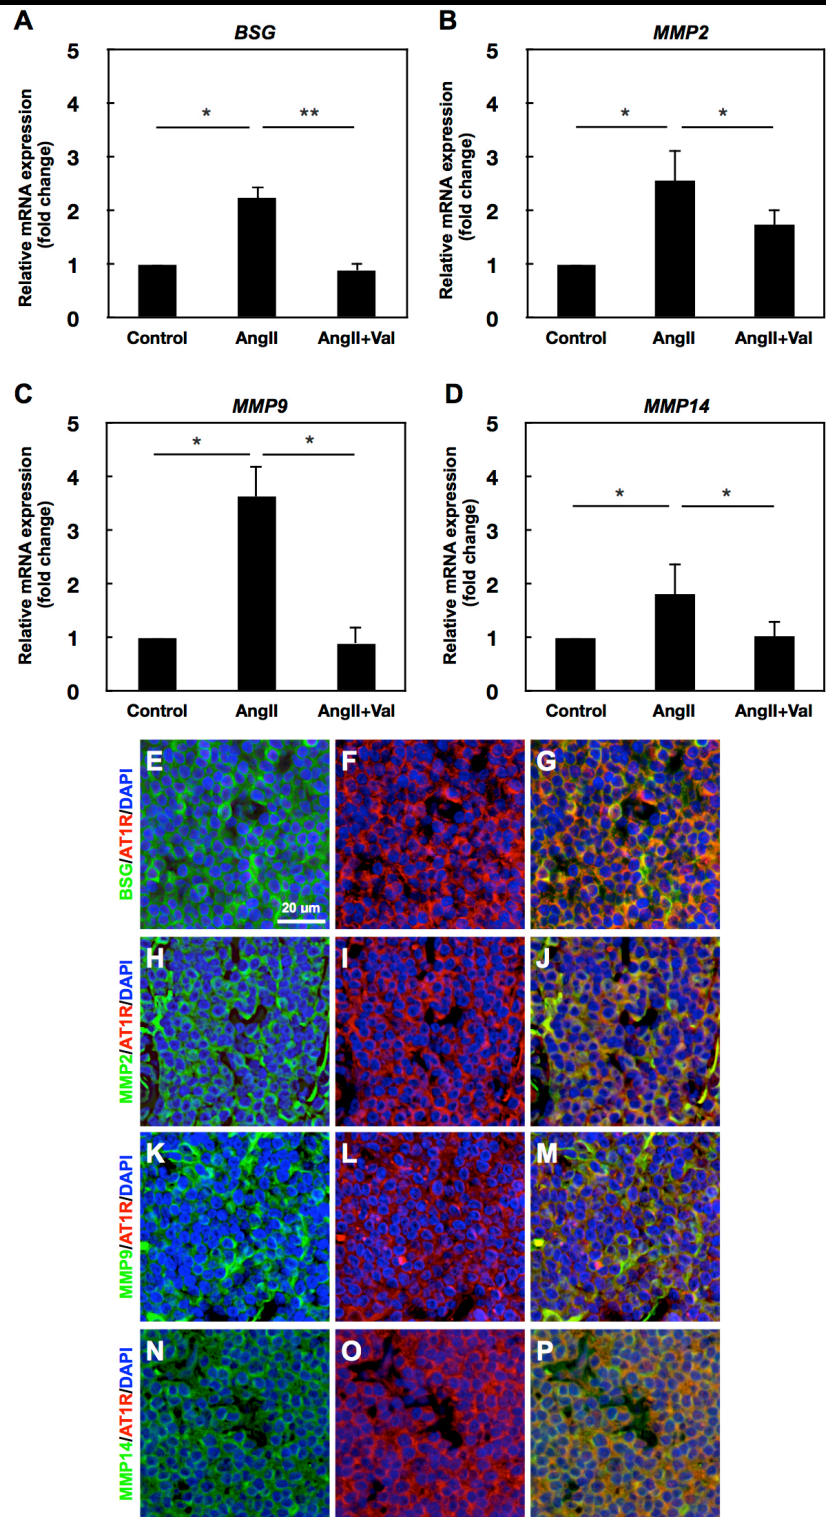 A
BSG
5
4
3
2
1
0
Relative mRNA expression
(fold change)
*
**
Control
AngII
AngII+Val
B
MMP2
5
4
3
2
1
0
Relative mRNA expression
(fold change)
*
*
Control
AngII
AngII+Val
C
MMP9
5
4
3
2
1
0
Relative mRNA expression
(fold change)
*
*
Control
AngII
AngII+Val
D
MMP14
5
4
3
2
1
0
Relative mRNA expression
(fold change)
*
*
Control
AngII
AngII+Val
BSG/AT1R/DAPI
E
20 um
F
G
MMP2/AT1R/DAPI
H
I
J
MMP9/AT1R/DAPI
K
L
M
MMP14/AT1R/DAPI
N
O
P